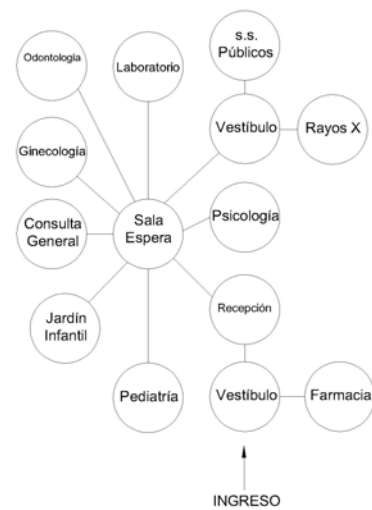 s.s.
Públicos
Odontología
Laboratorio
Vestíbulo
Rayos X
Ginecología
Consulta
General
Sala
Espera
Psicología
Jardín
Infantil
Recepción
Pediatría
Vestíbulo
Farmacia
INGRESO